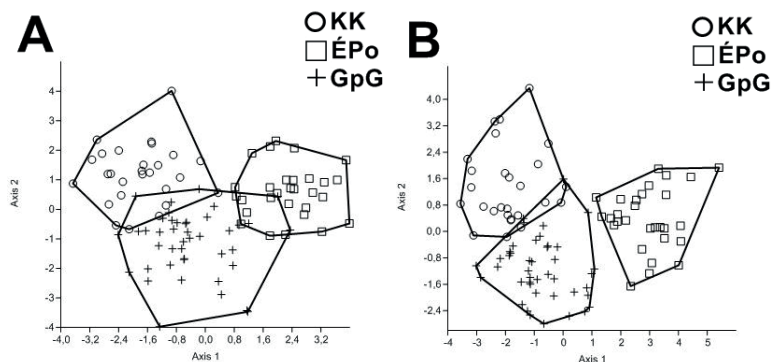 A
KK
ÉPo
GpG
4
3
2
1
0
-1
-2
-3
-4
Axis 2
-4,0 -3,2 -2,4 -1,6 -0,8 0,0 0,8 1,6 2,4 3,2
Axis 1
B
KK
ÉPo
GpG
4,0
3,2
2,4
1,6
0,8
0,0
-0,8
-1,6
-2,4
Axis 2
-4 -3 -2 -1 0 1 2 3 4 5
Axis 1